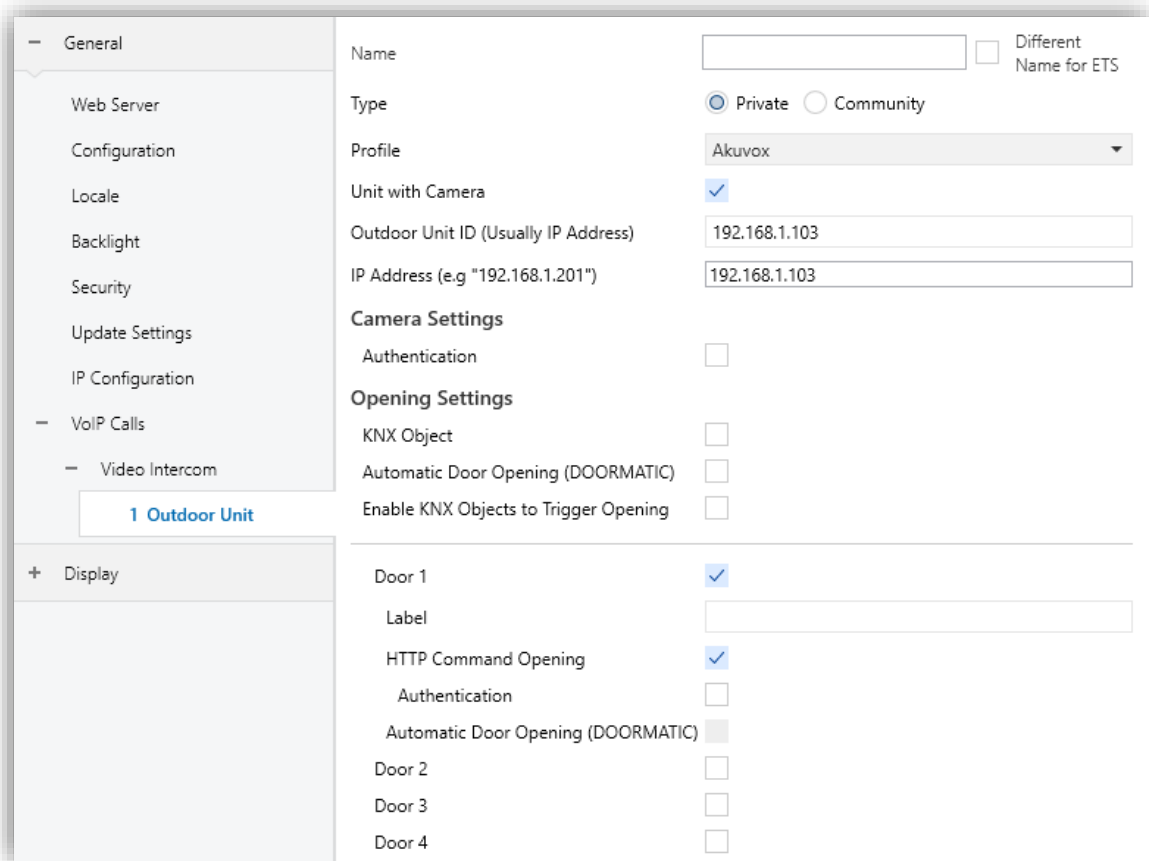 General
Web Server
Configuration
Locale
Backlight
Security
Update Settings
IP Configuration
VoIP Calls
Video Intercom
1 Outdoor Unit
Display
Name
Different
Name for ETS
Type
Private
Community
Profile
Akuvox
Unit with Camera
Outdoor Unit ID (Usually IP Address)
192.168.1.103
IP Address (e.g "192.168.1.201")
192.168.1.103
Camera Settings
Authentication
Opening Settings
KNX Object
Automatic Door Opening (DOORMATIC)
Enable KNX Objects to Trigger Opening
Door 1
Label
HTTP Command Opening
Authentication
Automatic Door Opening (DOORMATIC)
Door 2
Door 3
Door 4